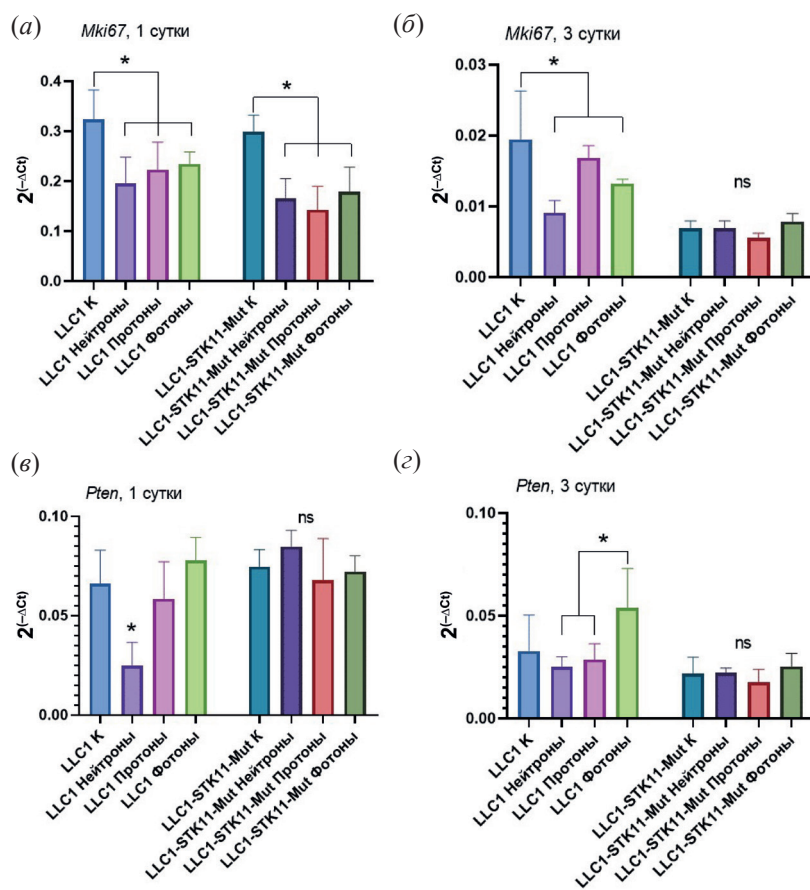 (а)
Mki67, 1 сутки
2(–ΔCt)
0.4
0.3
0.2
0.1
0.0
*
*
LLC1 К
LLC1 Нейтроны
LLC1 Протоны
LLC1 Фотоны
LLC1-STK11-Mut К
LLC1-STK11-Mut Нейтроны
LLC1-STK11-Mut Протоны
LLC1-STK11-Mut Фотоны
(б)
Mki67, 3 сутки
2(–ΔCt)
0.03
0.02
0.01
0.00
*
ns
LLC1 К
LLC1 Нейтроны
LLC1 Протоны
LLC1 Фотоны
LLC1-STK11-Mut К
LLC1-STK11-Mut Нейтроны
LLC1-STK11-Mut Протоны
LLC1-STK11-Mut Фотоны
(в)
Pten, 1 сутки
2(–ΔCt)
0.10
0.05
0.00
*
ns
LLC1 К
LLC1 Нейтроны
LLC1 Протоны
LLC1 Фотоны
LLC1-STK11-Mut К
LLC1-STK11-Mut Нейтроны
LLC1-STK11-Mut Протоны
LLC1-STK11-Mut Фотоны
(г)
Pten, 3 сутки
2(–ΔCt)
0.10
0.05
0.00
*
ns
LLC1 К
LLC1 Нейтроны
LLC1 Протоны
LLC1 Фотоны
LLC1-STK11-Mut К
LLC1-STK11-Mut Нейтроны
LLC1-STK11-Mut Протоны
LLC1-STK11-Mut Фотоны